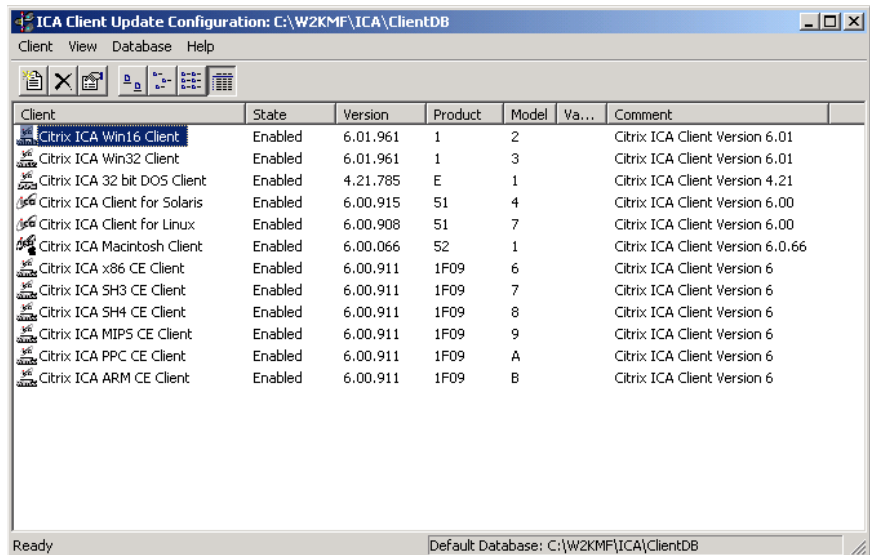 ICA Client Update Configuration: C:\W2KMF\ICA\ClientDB
Client View Database Help
Client State Version Product Model Va... Comment
Citrix ICA Win16 Client Enabled 6.01.961 1 2 Citrix ICA Client Version 6.01
Citrix ICA Win32 Client Enabled 6.01.961 1 3 Citrix ICA Client Version 6.01
Citrix ICA 32 bit DOS Client Enabled 4.21.785 E 1 Citrix ICA Client Version 4.21
Citrix ICA Client for Solaris Enabled 6.00.915 51 4 Citrix ICA Client Version 6.00
Citrix ICA Client for Linux Enabled 6.00.908 51 7 Citrix ICA Client Version 6.00
Citrix ICA Macintosh Client Enabled 6.00.066 52 1 Citrix ICA Client Version 6.0.66
Citrix ICA x86 CE Client Enabled 6.00.911 1F09 6 Citrix ICA Client Version 6
Citrix ICA SH3 CE Client Enabled 6.00.911 1F09 7 Citrix ICA Client Version 6
Citrix ICA SH4 CE Client Enabled 6.00.911 1F09 8 Citrix ICA Client Version 6
Citrix ICA MIPS CE Client Enabled 6.00.911 1F09 9 Citrix ICA Client Version 6
Citrix ICA PPC CE Client Enabled 6.00.911 1F09 A Citrix ICA Client Version 6
Citrix ICA ARM CE Client Enabled 6.00.911 1F09 B Citrix ICA Client Version 6
Ready Default Database: C:\W2KMF\ICA\ClientDB